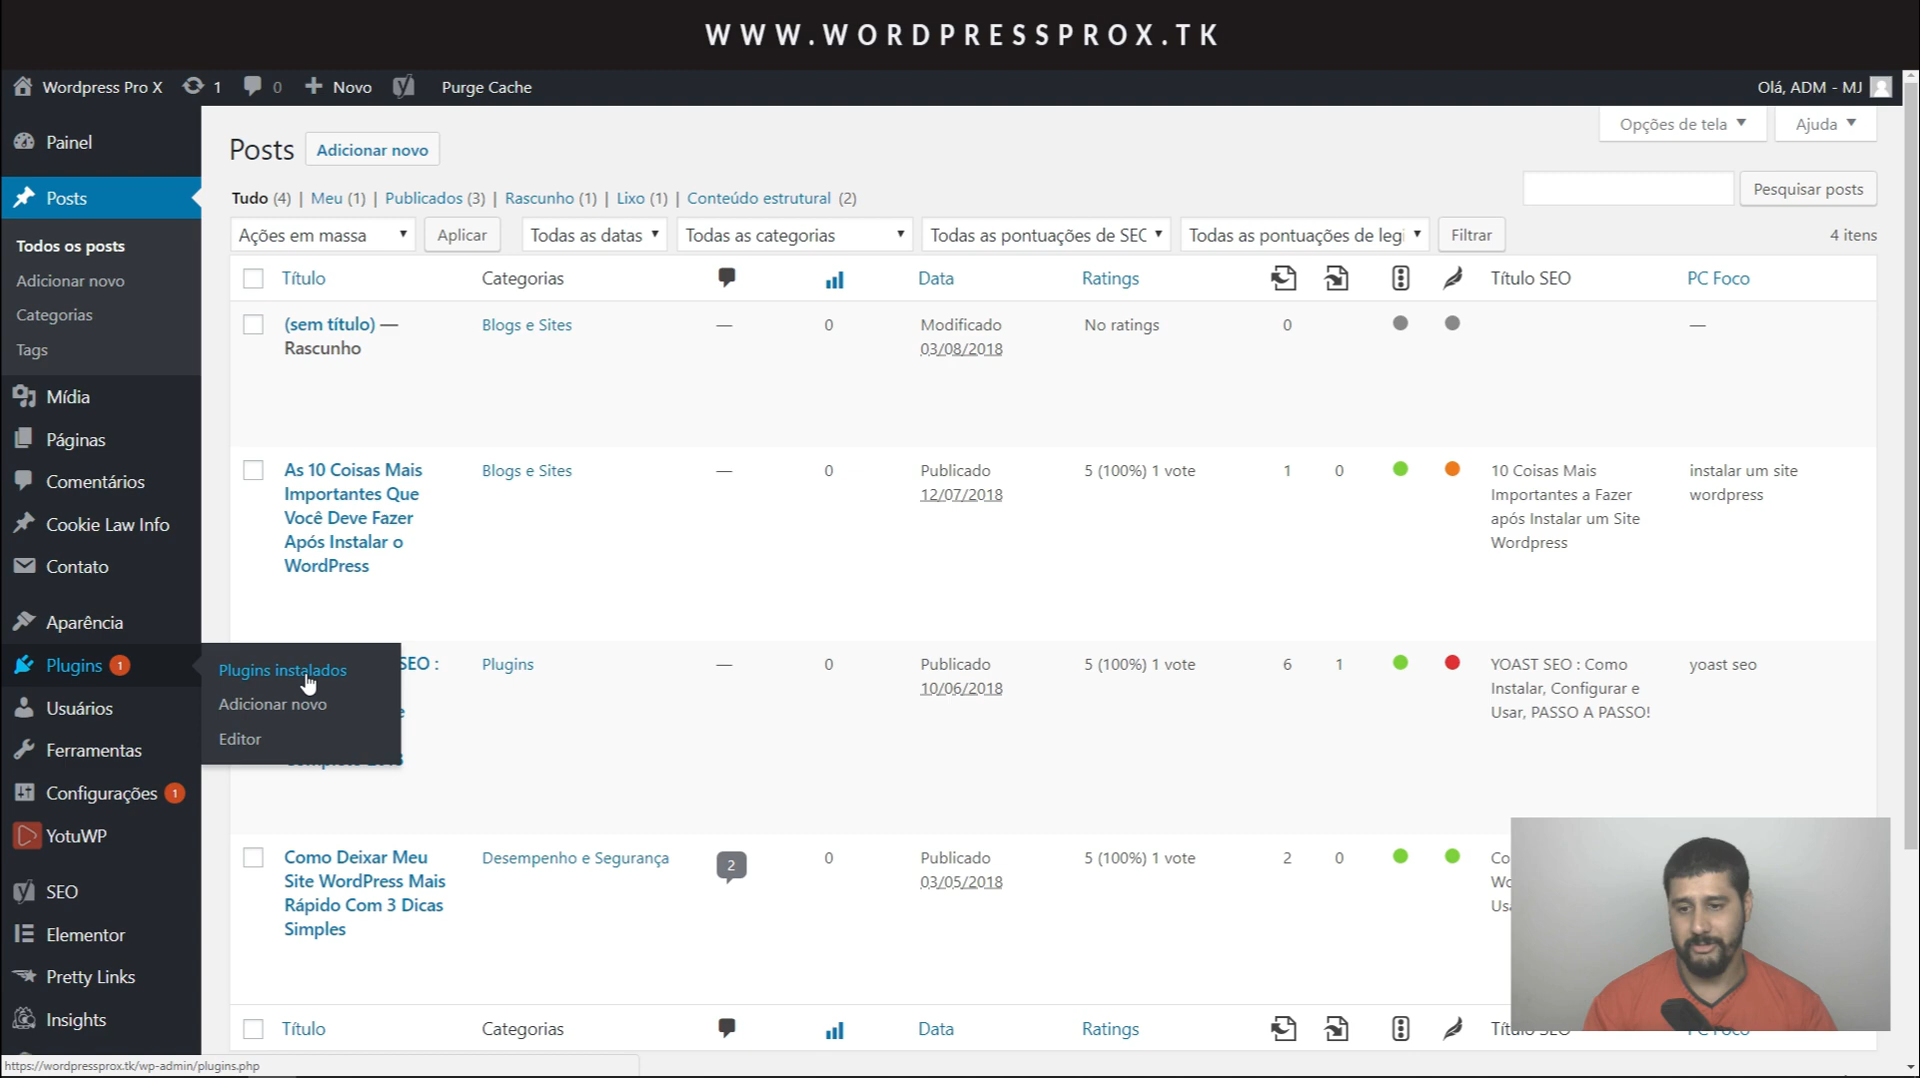 WWW.WORDPRESSPROX.TK
Wordpress Pro X 1 0 Novo Purge Cache Olá, ADM - MJ
Opções de tela Ajuda
Painel
Posts
Todos os posts
Adicionar novo
Categorias
Tags
Mídia
Páginas
Comentários
Cookie Law Info
Contato
Aparência
Plugins 1
Usuários
Ferramentas
Configurações 1
YotuWP
SEO
Elementor
Pretty Links
Insights
Plugins instalados
Adicionar novo
Editor
Posts Adicionar novo
Tudo (4) | Meu (1) | Publicados (3) | Rascunho (1) | Lixo (1) | Conteúdo estrutural (2)
Pesquisar posts
Ações em massa Aplicar Todas as datas Todas as categorias Todas as pontuações de SEC Todas as pontuações de legi Filtrar 4 itens
Título Categorias Data Ratings Título SEO PC Foco
(sem título) — Blogs e Sites — 0 Modificado No ratings 0 —
Rascunho 03/08/2018
As 10 Coisas Mais Blogs e Sites — 0 Publicado 5 (100%) 1 vote 1 0 10 Coisas Mais instalar um site
Importantes Que 12/07/2018 Importantes a Fazer wordpress
Você Deve Fazer após Instalar um Site
Após Instalar o Wordpress
WordPress
SEO : Plugins — 0 Publicado 5 (100%) 1 vote 6 1 YOAST SEO : Como yoast seo
10/06/2018 Instalar, Configurar e
e Usar, PASSO A PASSO!
Como Deixar Meu Desempenho e Segurança 2 0 Publicado 5 (100%) 1 vote 2 0 Co
Site WordPress Mais 03/05/2018 Wo
Rápido Com 3 Dicas Us
Simples
Título Categorias Data Ratings Título SEO PC Foco
https://wordpressprox.tk/wp-admin/plugins.php